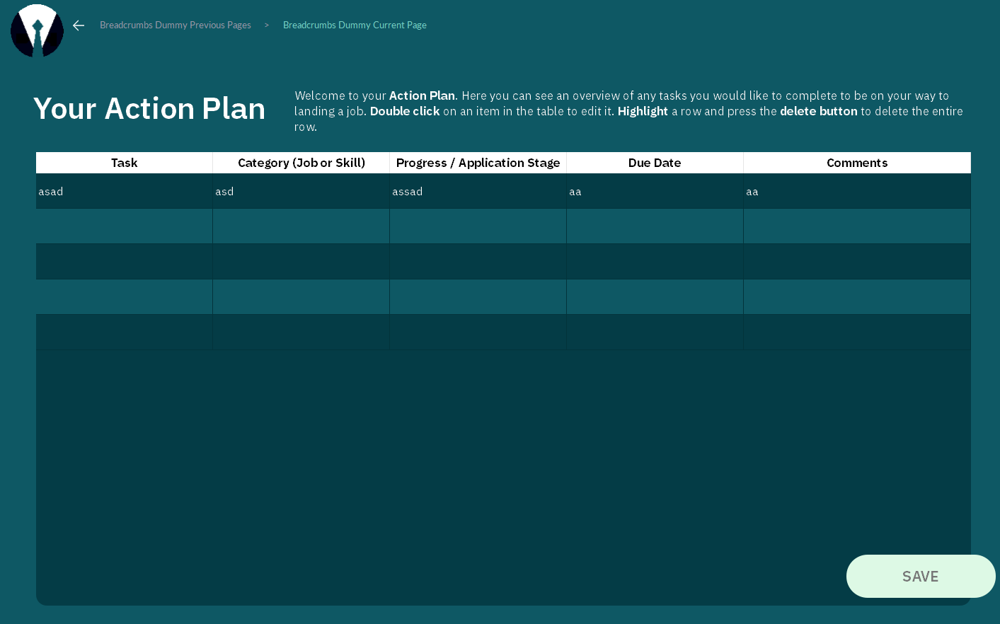 Breadcrumbs Dummy Previous Pages > Breadcrumbs Dummy Current Page
Your Action Plan
Welcome to your Action Plan. Here you can see an overview of any tasks you would like to complete to be on your way to
landing a job. Double click on an item in the table to edit it. Highlight a row and press the delete button to delete the entire
row.
Task Category (Job or Skill) Progress / Application Stage Due Date Comments
asad asd assad aa aa
SAVE